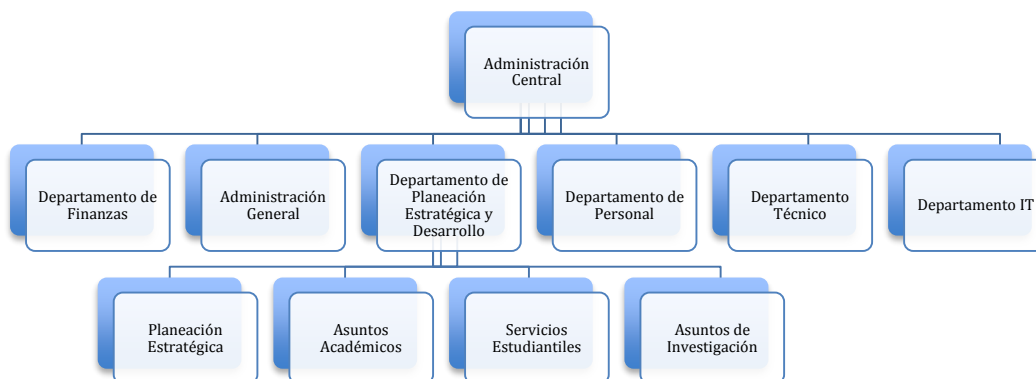 Administración
Central
Departamento de
Finanzas
Administración
General
Departamento de
Planeación
Estratégica y
Desarrollo
Departamento de
Personal
Departamento
Técnico
Departamento IT
Planeación
Estratégica
Asuntos
Académicos
Servicios
Estudiantiles
Asuntos de
Investigación